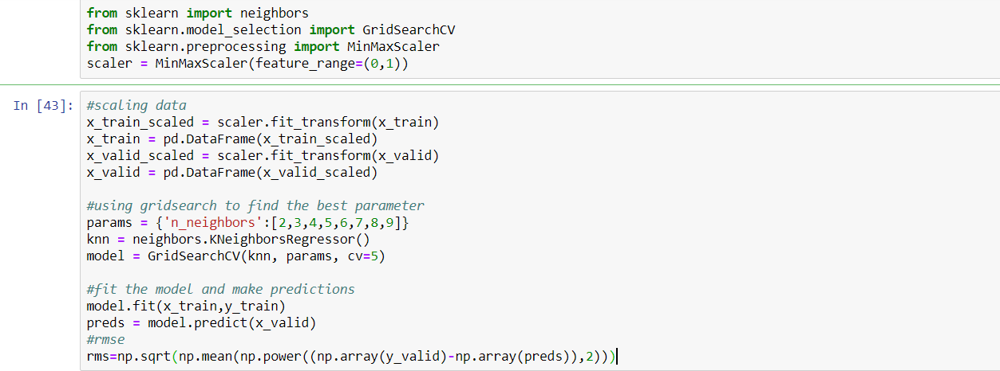 from sklearn import neighbors
from sklearn.model_selection import GridSearchCV
from sklearn.preprocessing import MinMaxScaler
scaler = MinMaxScaler(feature_range=(0,1))
In [43]:
#scaling data
x_train_scaled = scaler.fit_transform(x_train)
x_train = pd.DataFrame(x_train_scaled)
x_valid_scaled = scaler.fit_transform(x_valid)
x_valid = pd.DataFrame(x_valid_scaled)
#using gridsearch to find the best parameter
params = {'n_neighbors':[2,3,4,5,6,7,8,9]}
knn = neighbors.KNeighborsRegressor()
model = GridSearchCV(knn, params, cv=5)
#fit the model and make predictions
model.fit(x_train,y_train)
preds = model.predict(x_valid)
#rmse
rms=np.sqrt(np.mean(np.power((np.array(y_valid)-np.array(preds)),2)))